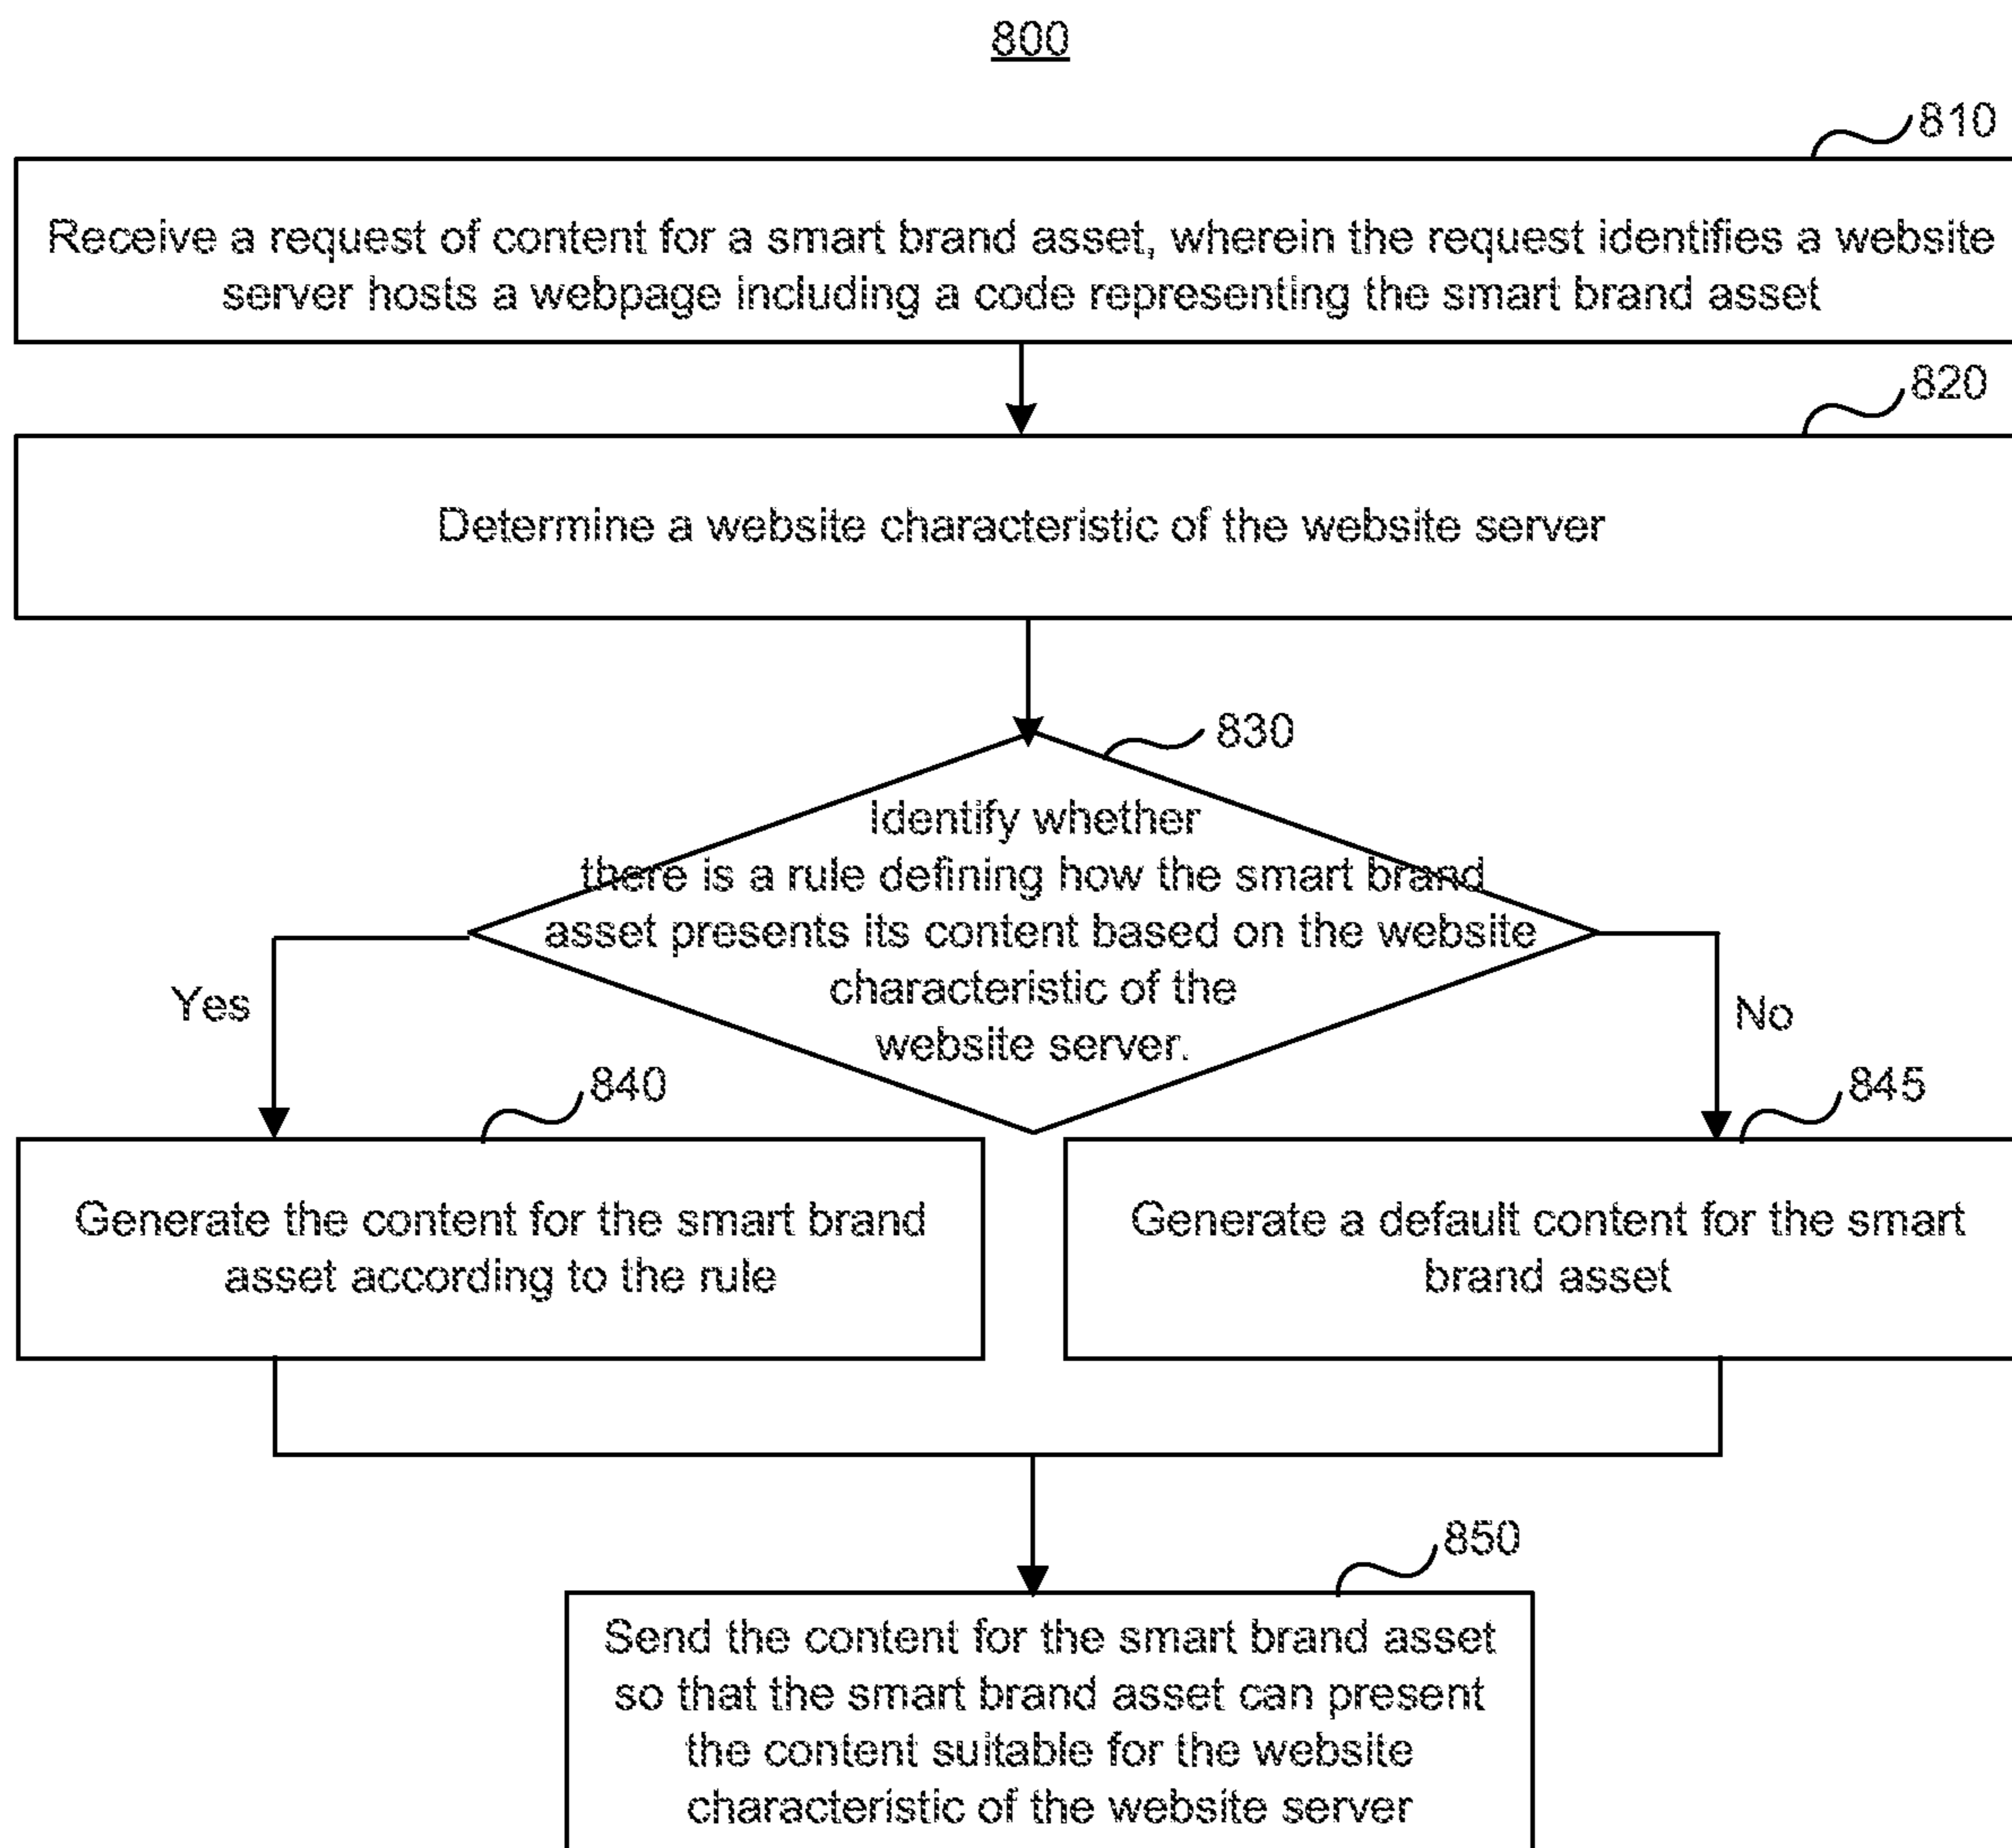 800
810
Receive a request of content for a smart brand asset, wherein the request identifies a website
server hosts a webpage including a code representing the smart brand asset
820
Determine a website characteristic of the website server
830
Identify whether
there is a rule defining how the smart brand
asset presents its content based on the website
characteristic of the
website server.
Yes
No
840
Generate the content for the smart brand
asset according to the rule
845
Generate a default content for the smart
brand asset
850
Send the content for the smart brand asset
so that the smart brand asset can present
the content suitable for the website
characteristic of the website server